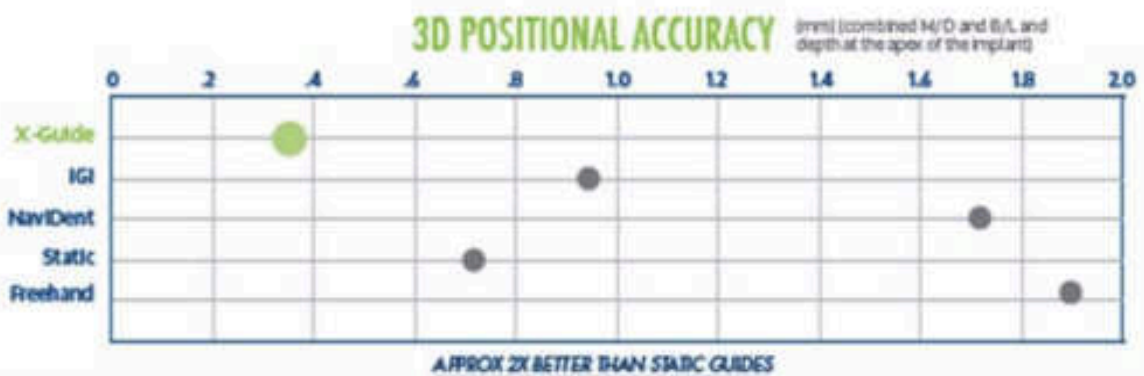 3D POSITIONAL ACCURACY
(mm) (combined M/D and B/L and
depth at the apex of the implant)
0 .2 .4 .6 .8 1.0 1.2 1.4 1.6 1.8 2.0
X-Guide
IGI
NaviDent
Static
Freehand
APPROX 2X BETTER THAN STATIC GUIDES